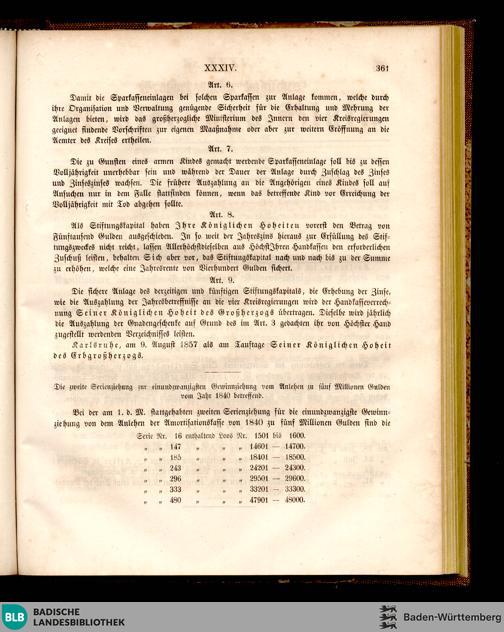 XXXIV.
361
Art. 6.
Damit die Sparkasseneinlagen bei solchen Sparkassen zur Anlage kommen, welche durch
ihre Organisation und Verwaltung genügende Sicherheit für die Erhaltung und Mehrung der
Anlagen bieten, wird das großherzogliche Ministerium des Innern den vier Kreisregierungen
geeignet findende Vorschriften zur eigenen Maaßnahme oder aber zur weitern Eröffnung an die
Aemter des Kreises ertheilen.
Art. 7.
Die zu Gunsten eines armen Kindes gemacht werdende Sparkasseneinlage soll bis zu dessen
Volljährigkeit unerhebbar sein und während der Dauer der Anlage durch Zuschlag des Zinses
und Zinseszinses wachsen. Die frühere Auszahlung an die Angehörigen eines Kindes soll auf
Ansuchen nur in dem Falle stattfinden können, wenn das betreffende Kind vor Erreichung der
Volljährigkeit mit Tod abgehen sollte.
Art. 8.
Als Stiftungskapital haben Ihre Königlichen Hoheiten vorerst den Betrag von
Fünftausend Gulden ausgeschieden. In so weit der Jahreszins hieraus zur Erfüllung des Stif-
tungszweckes nicht reicht, lassen Allerhöchstdieselben aus HöchstIhren Handkassen den erforderlichen
Zuschuß leisten, behalten Sich aber vor, das Stiftungskapital nach und nach bis zu der Summe
zu erhöhen, welche eine Jahresrente von Vierhundert Gulden sichert.
Art. 9.
Die sichere Anlage des derzeitigen und künftigen Stiftungskapitals, die Erhebung der Zinse,
wie die Auszahlung der Jahresbetreffnisse an die vier Kreisregierungen wird der Handkasseverrech-
nung Seiner Königlichen Hoheit des Großherzogs übertragen. Dieselbe wird jährlich
die Auszahlung der Gnadengeschenke auf Grund des im Art. 3 gedachten ihr von Höchster Hand
zugestellt werdenden Verzeichnisses leisten.
Karlsruhe, am 9. August 1857 als am Tauftage Seiner Königlichen Hoheit
des Erbgroßherzogs.
Die zweite Serienziehung zur einundzwanzigsten Gewinnziehung vom Anlehen zu fünf Millionen Gulden
vom Jahr 1840 betreffend.
Bei der am 1. d. M. stattgehabten zweiten Serienziehung für die einundzwanzigste Gewinn-
ziehung von dem Anlehen der Amortisationskasse von 1840 zu fünf Millionen Gulden sind die
Serie Nr. 16 enthaltend Loos Nr. 1501 bis 1600.
„ „ 147 „ „ „ 14601 — 14700.
„ „ 185 „ „ „ 18401 — 18500.
„ „ 243 „ „ „ 24201 — 24300.
„ „ 296 „ „ „ 29501 — 29600.
„ „ 333 „ „ „ 33201 — 33300.
„ „ 480 „ „ „ 47901 — 48000.
BLB
BADISCHE
LANDESBIBLIOTHEK
Baden-Württemberg